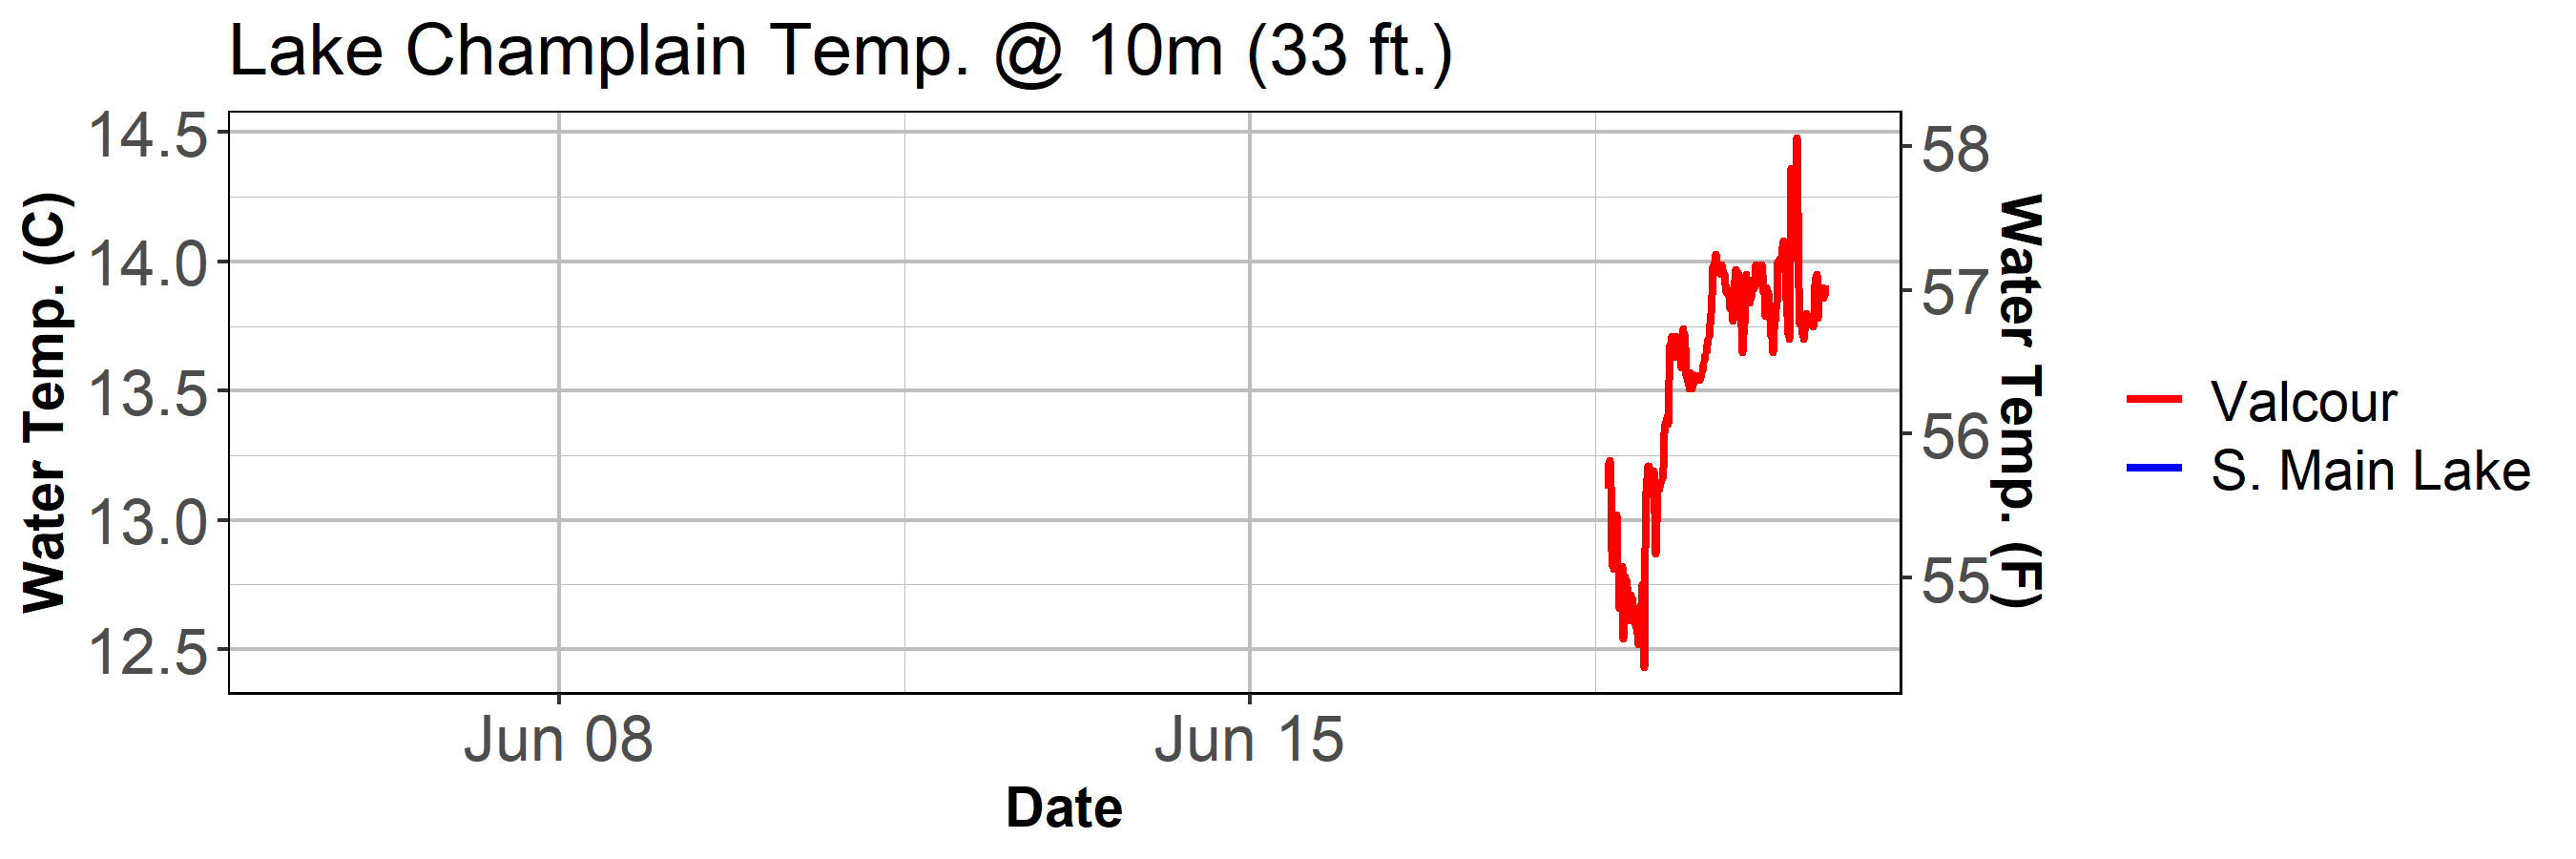 Lake Champlain Temp. @ 10m (33 ft.)
Water Temp. (C)
14.5
14.0
13.5
13.0
12.5
58
57
56
55
Water Temp. (F)
Valcour
S. Main Lake
Jun 08
Jun 15
Date